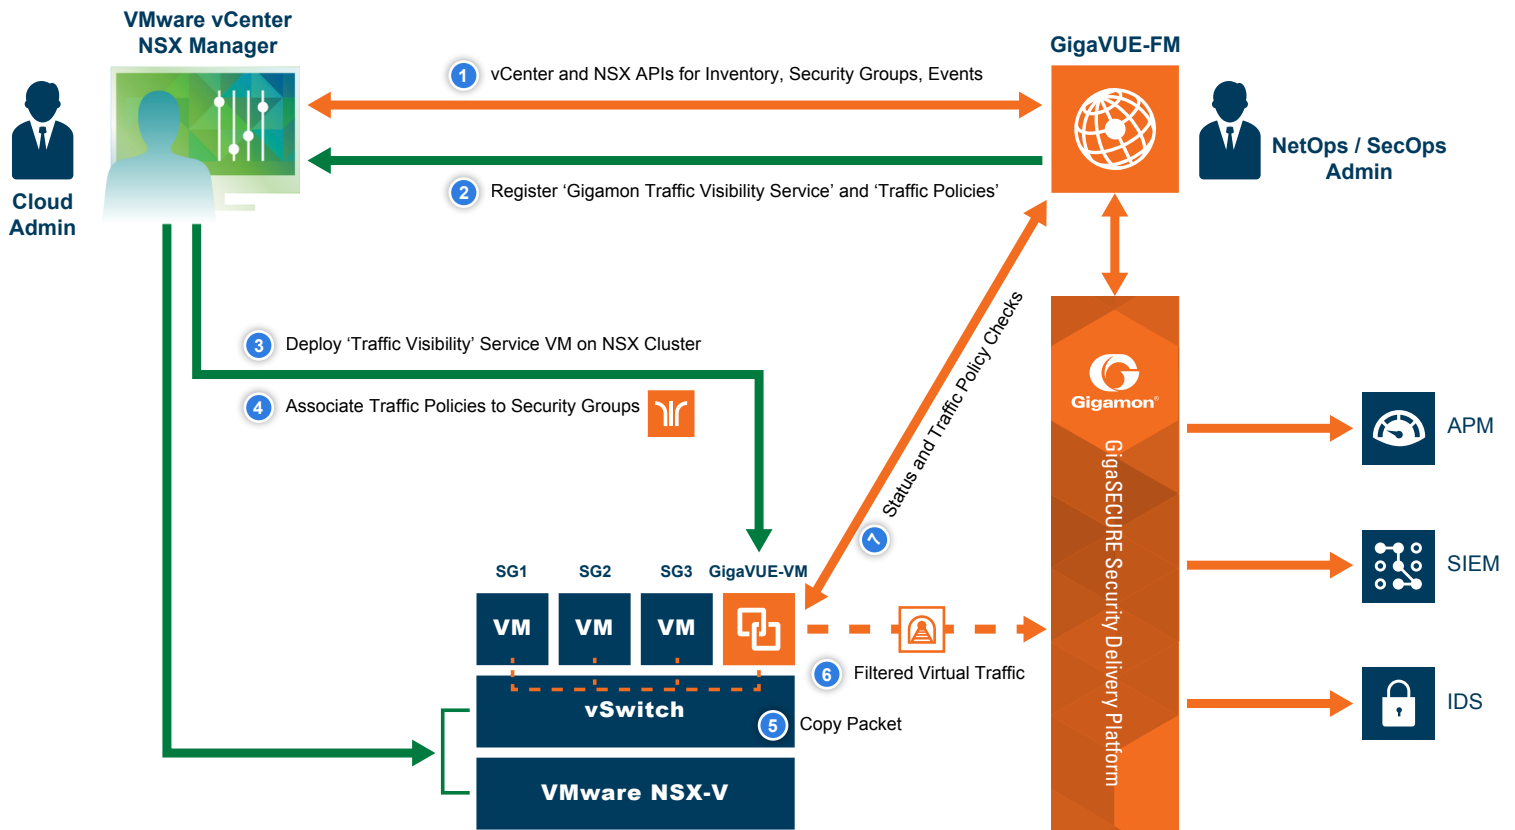 VMware vCenter
NSX Manager
GigaVUE-FM
1 vCenter and NSX APIs for Inventory, Security Groups, Events
Cloud
Admin
NetOps / SecOps
Admin
2 Register ‘Gigamon Traffic Visibility Service’ and ‘Traffic Policies’
3 Deploy ‘Traffic Visibility’ Service VM on NSX Cluster
4 Associate Traffic Policies to Security Groups
7 Status and Traffic Policy Checks
Gigamon®
GigaSECURE Security Delivery Platform
APM
SIEM
IDS
SG1 SG2 SG3 GigaVUE-VM
VM VM VM
6 Filtered Virtual Traffic
vSwitch
5 Copy Packet
VMware NSX-V